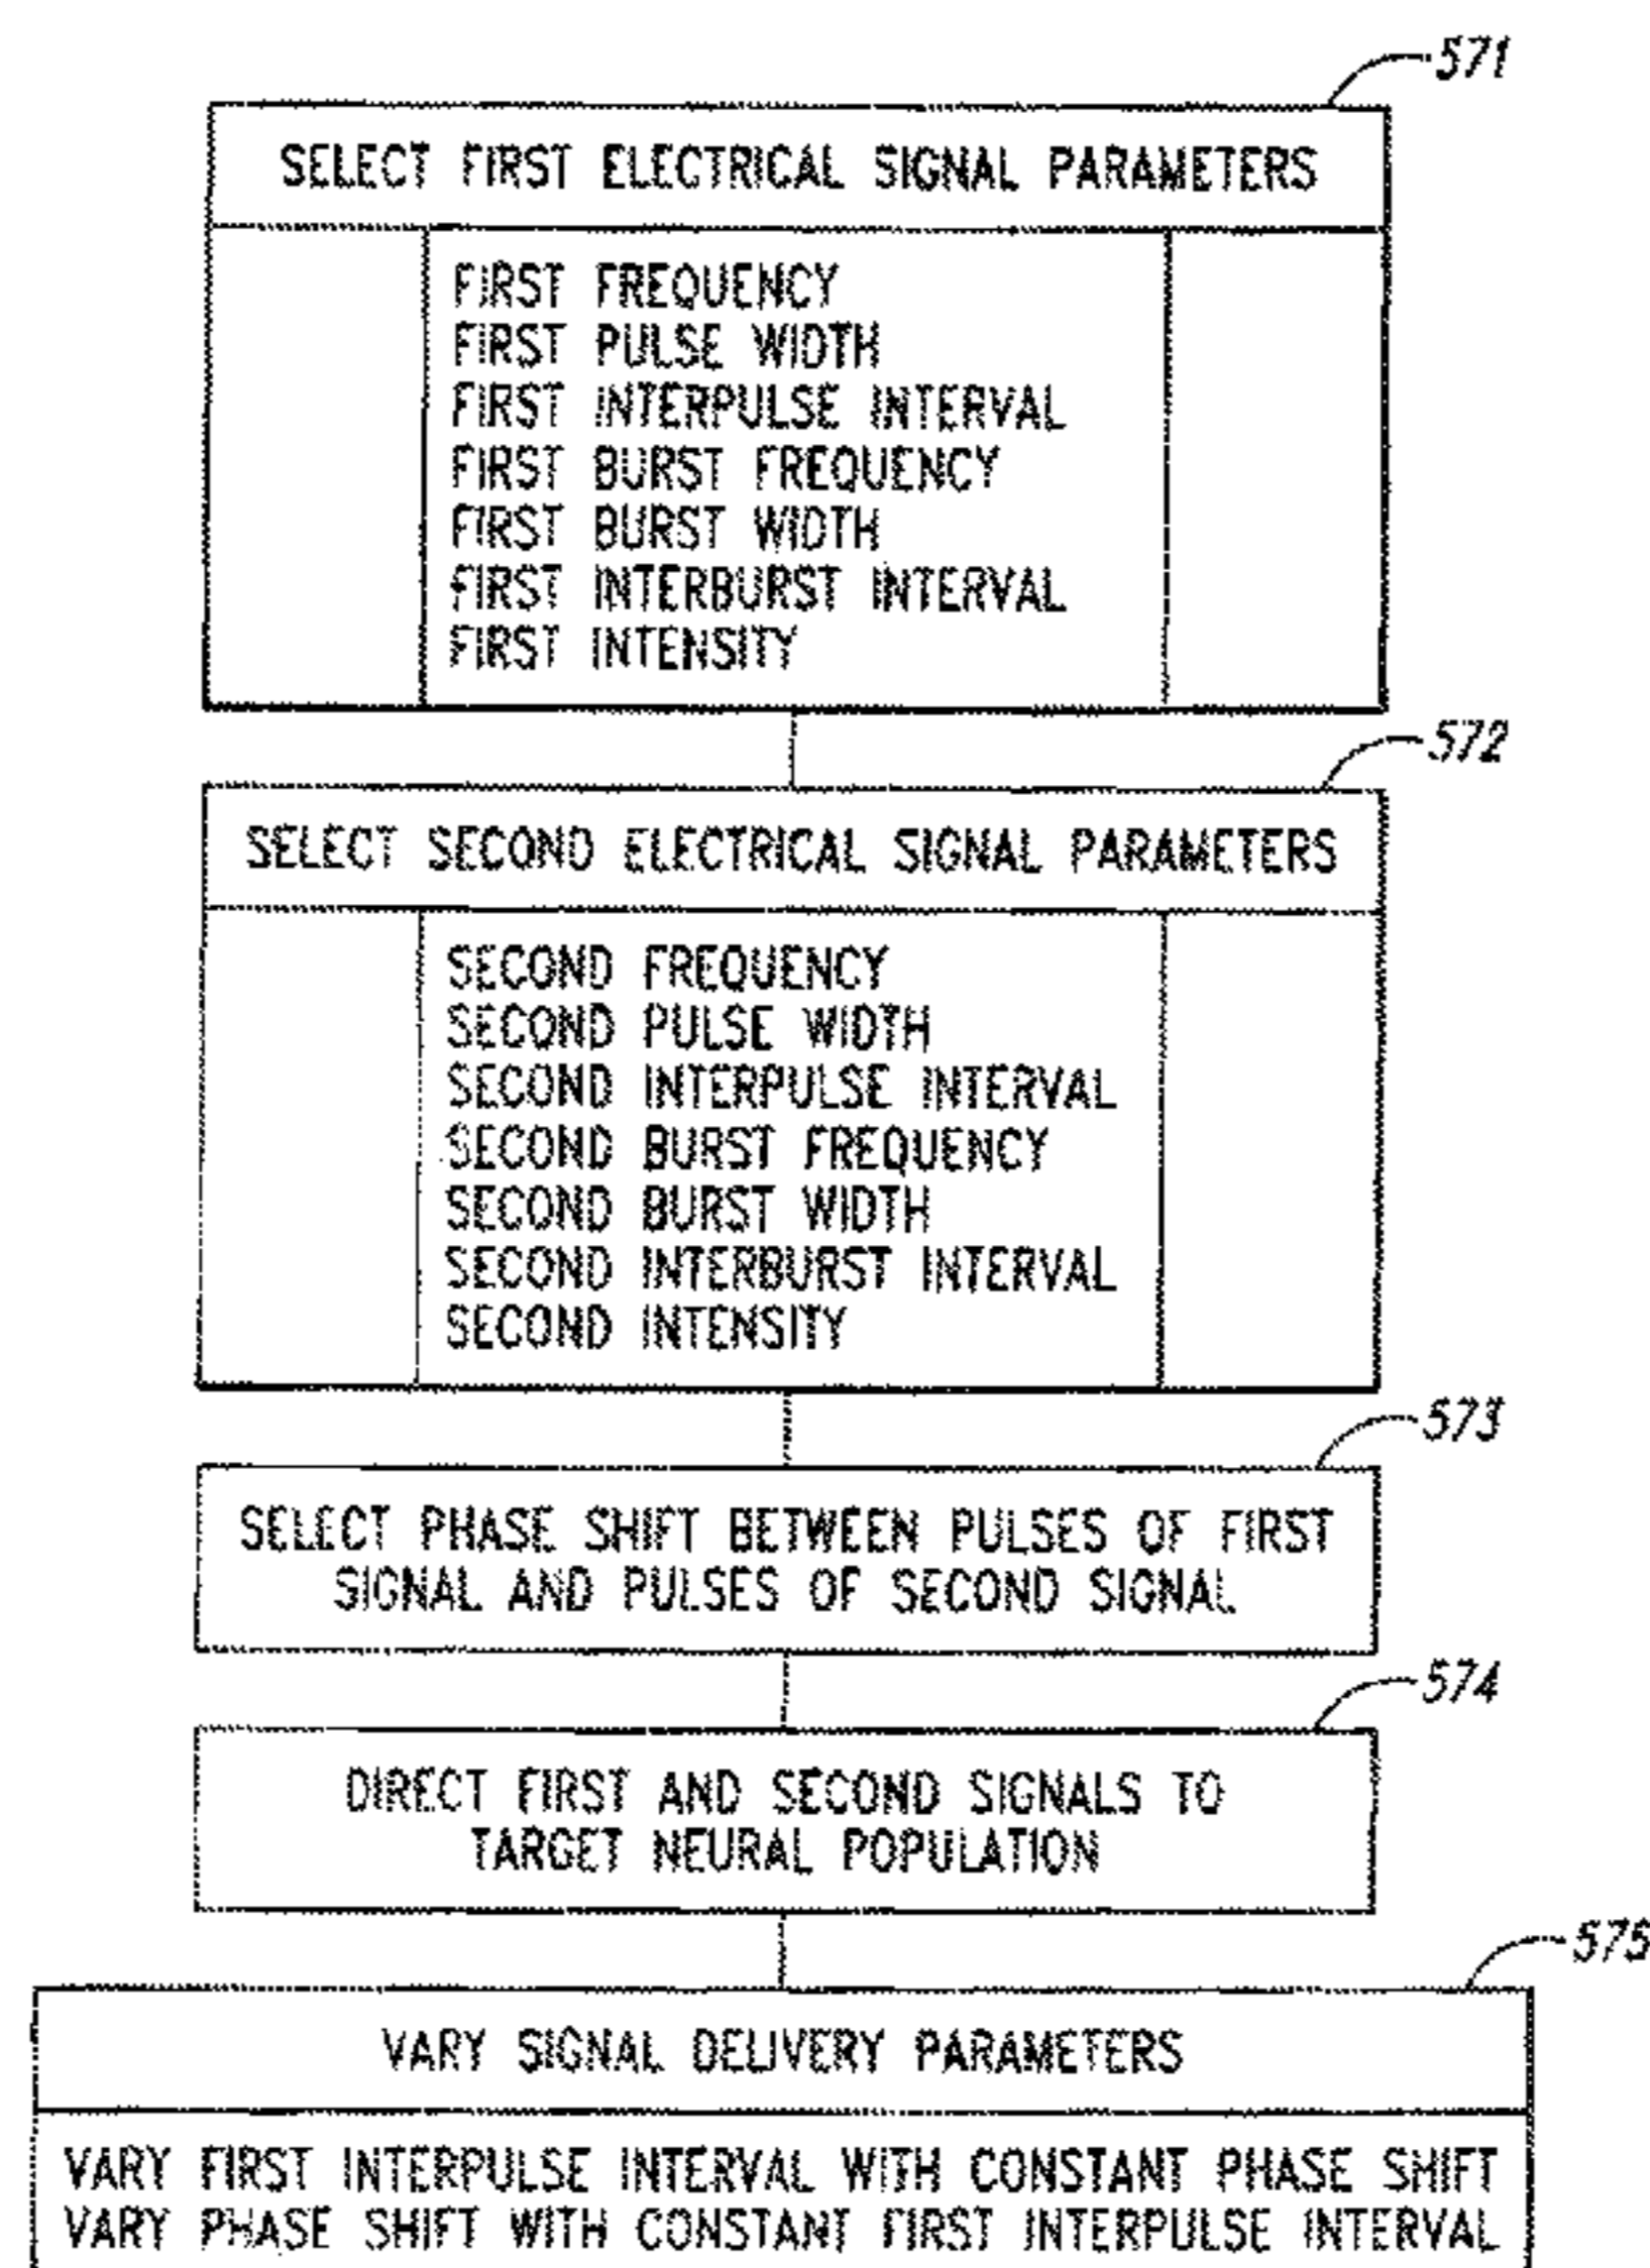 571
SELECT FIRST ELECTRICAL SIGNAL PARAMETERS
FIRST FREQUENCY
FIRST PULSE WIDTH
FIRST INTERPULSE INTERVAL
FIRST BURST FREQUENCY
FIRST BURST WIDTH
FIRST INTERBURST INTERVAL
FIRST INTENSITY
572
SELECT SECOND ELECTRICAL SIGNAL PARAMETERS
SECOND FREQUENCY
SECOND PULSE WIDTH
SECOND INTERPULSE INTERVAL
SECOND BURST FREQUENCY
SECOND BURST WIDTH
SECOND INTERBURST INTERVAL
SECOND INTENSITY
573
SELECT PHASE SHIFT BETWEEN PULSES OF FIRST
SIGNAL AND PULSES OF SECOND SIGNAL
574
DIRECT FIRST AND SECOND SIGNALS TO
TARGET NEURAL POPULATION
575
VARY SIGNAL DELIVERY PARAMETERS
VARY FIRST INTERPULSE INTERVAL WITH CONSTANT PHASE SHIFT
VARY PHASE SHIFT WITH CONSTANT FIRST INTERPULSE INTERVAL